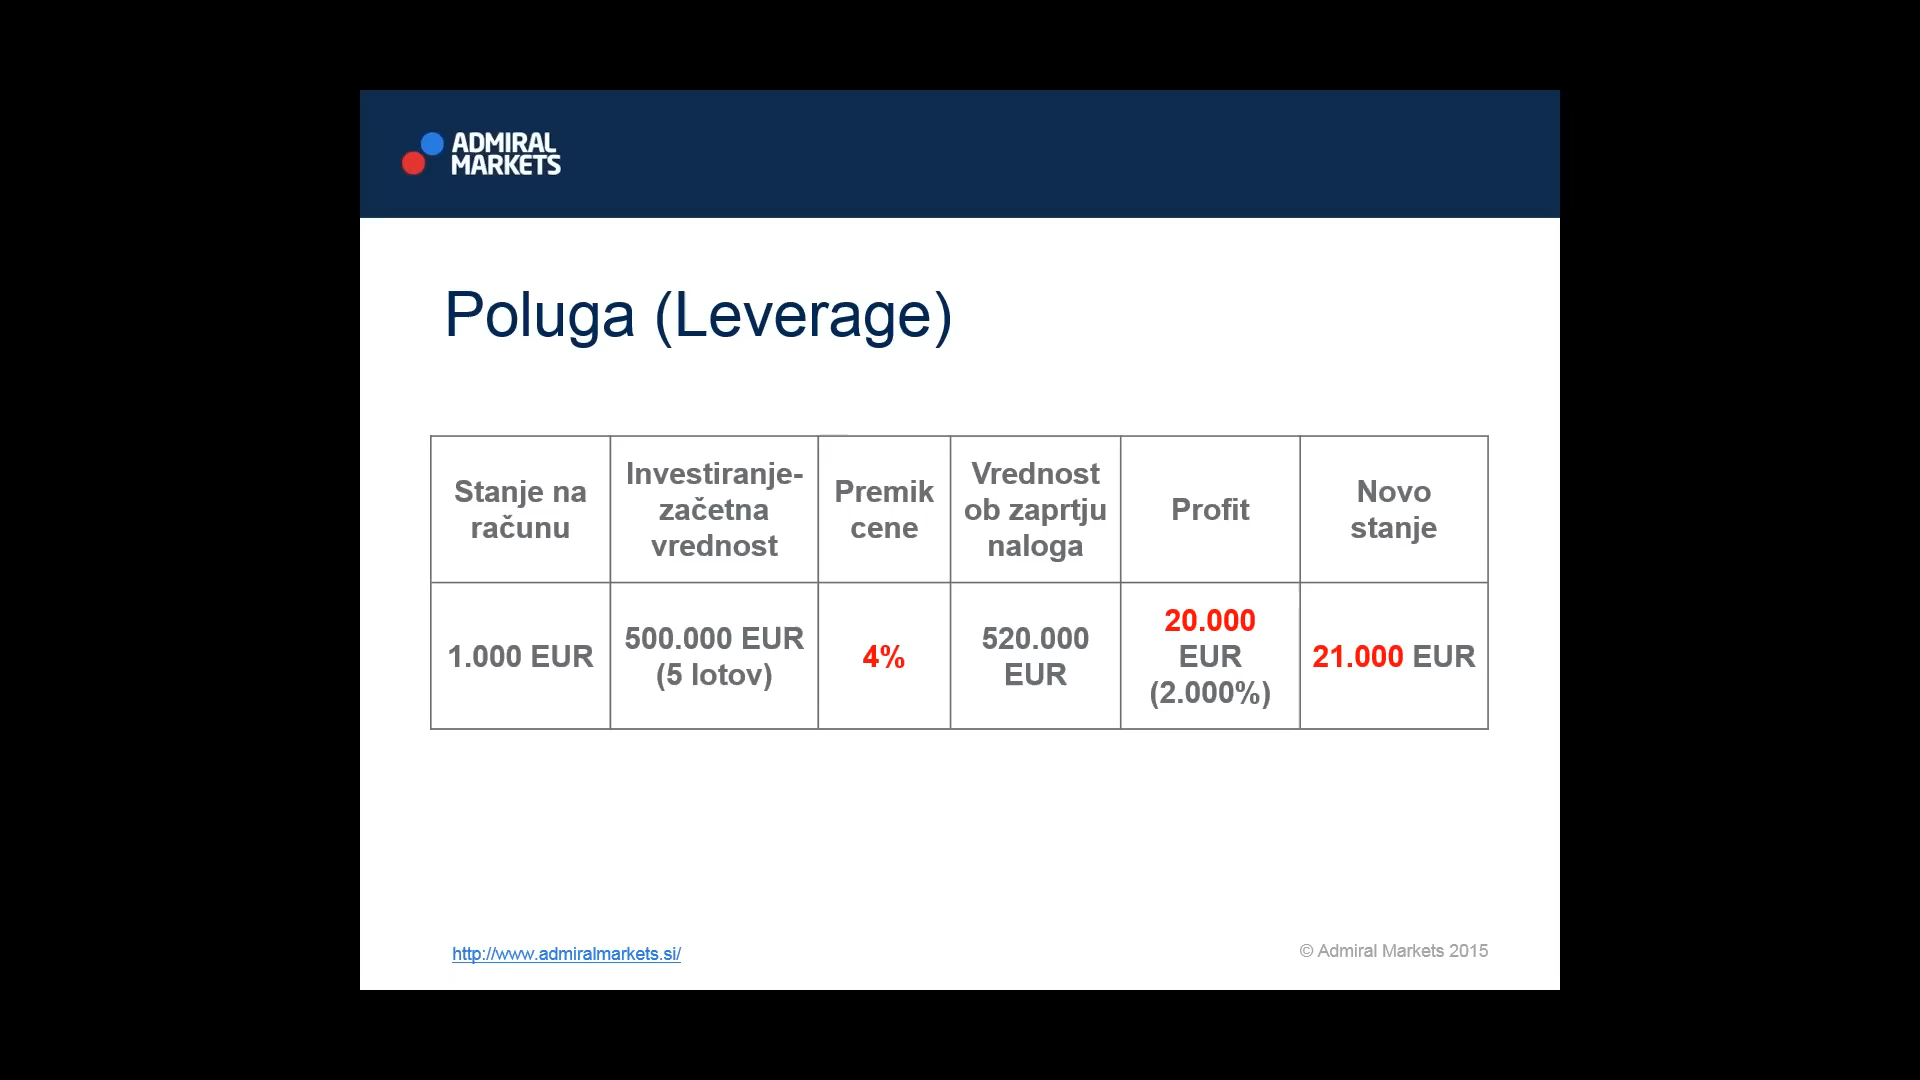 ADMIRAL
MARKETS
Poluga (Leverage)
Stanje na
računu
Investiranje-
začetna
vrednost
Premik
cene
Vrednost
ob zaprtju
naloga
Profit
Novo
stanje
1.000 EUR
500.000 EUR
(5 lotov)
4%
520.000
EUR
20.000
EUR
(2.000%)
21.000 EUR
http://www.admiralmarkets.si/
© Admiral Markets 2015